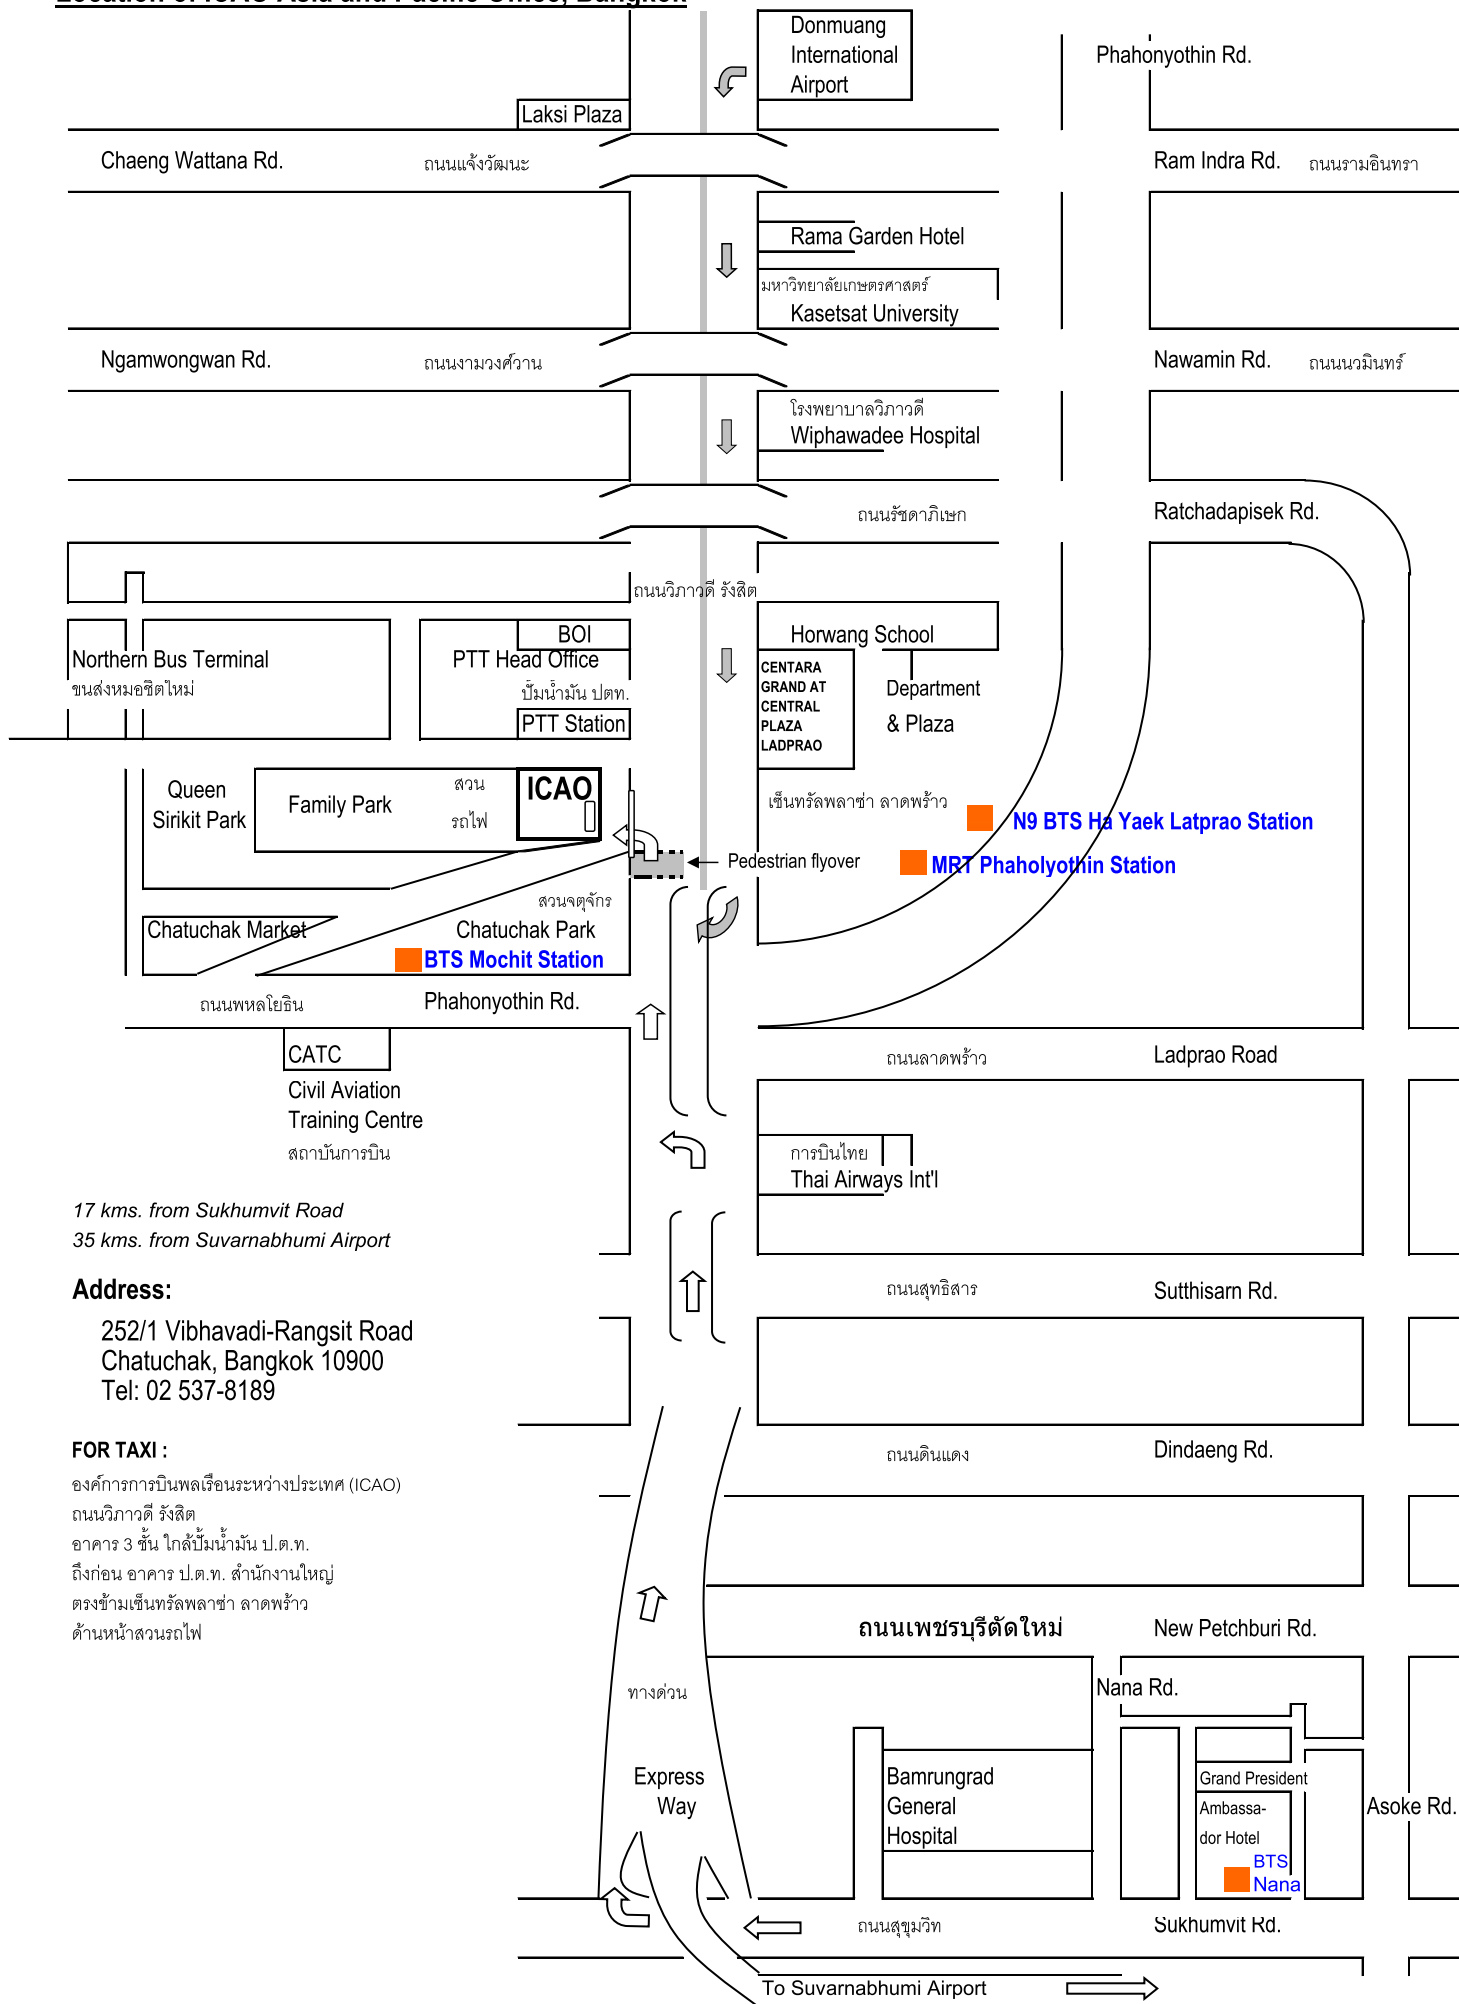 Location of ICAO Asia and Pacific Office, Bangkok
Donmuang
International
Airport
Phahonyothin Rd.
Laksi Plaza
Chaeng Wattana Rd.
ถนนแจ้งวัฒนะ
Ram Indra Rd.
ถนนรามอินทรา
Rama Garden Hotel
มหาวิทยาลัยเกษตรศาสตร์
Kasetsat University
Ngamwongwan Rd.
ถนนงามวงศ์วาน
Nawamin Rd.
ถนนนวมินทร์
โรงพยาบาลวิภาวดี
Wiphawadee Hospital
ถนนรัชดาภิเษก
Ratchadapisek Rd.
ถนนวิภาวดี รังสิต
BOI
Horwang School
Northern Bus Terminal
ขนส่งหมอชิตใหม่
PTT Head Office
ปั๊มน้ำมัน ปตท.
PTT Station
CENTARA
GRAND AT
CENTRAL
PLAZA
LADPRAO
Department
& Plaza
Queen
Sirikit Park
Family Park
สวน
รถไฟ
ICAO
เซ็นทรัลพลาซ่า ลาดพร้าว
N9 BTS Ha Yaek Latprao Station
Pedestrian flyover
MRT Phaholyothin Station
สวนจตุจักร
Chatuchak Market
Chatuchak Park
BTS Mochit Station
ถนนพหลโยธิน
Phahonyothin Rd.
CATC
Civil Aviation
Training Centre
สถาบันการบิน
ถนนลาดพร้าว
Ladprao Road
การบินไทย
Thai Airways Int'l
17 kms. from Sukhumvit Road
35 kms. from Suvarnabhumi Airport
Address:
252/1 Vibhavadi-Rangsit Road
Chatuchak, Bangkok 10900
Tel: 02 537-8189
ถนนสุทธิสาร
Sutthisarn Rd.
FOR TAXI :
องค์การการบินพลเรือนระหว่างประเทศ (ICAO)
ถนนวิภาวดี รังสิต
อาคาร 3 ชั้น ใกล้ปั๊มน้ำมัน ป.ต.ท.
ถึงก่อน อาคาร ป.ต.ท. สำนักงานใหญ่
ตรงข้ามเซ็นทรัลพลาซ่า ลาดพร้าว
ด้านหน้าสวนรถไฟ
ถนนดินแดง
Dindaeng Rd.
ถนนเพชรบุรีตัดใหม่
New Petchburi Rd.
ทางด่วน
Nana Rd.
Express
Way
Bamrungrad
General
Hospital
Grand President
Ambassa-
dor Hotel
BTS
Nana
Asoke Rd.
ถนนสุขุมวิท
Sukhumvit Rd.
To Suvarnabhumi Airport